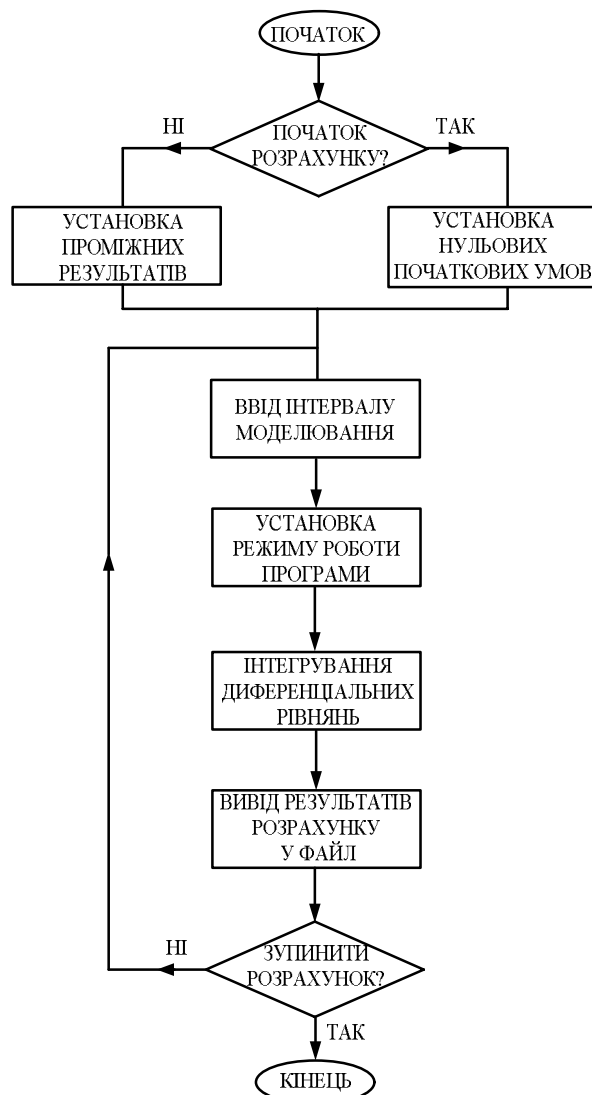 ПОЧАТОК
НІ
ПОЧАТОК
РОЗРАХУНКУ?
ТАК
УСТАНОВКА
ПРОМІЖНИХ
РЕЗУЛЬТАТІВ
УСТАНОВКА
НУЛЬОВИХ
ПОЧАТКОВИХ УМОВ
ВВІД ІНТЕРВАЛУ
МОДЕЛЮВАННЯ
УСТАНОВКА
РЕЖИМУ РОБОТИ
ПРОГРАМИ
ІНТЕГРУВАННЯ
ДИФЕРЕНЦІАЛЬНИХ
РІВНЯНЬ
ВИВІД РЕЗУЛЬТАТІВ
РОЗРАХУНКУ
У ФАЙЛ
НІ
ЗУПИНИТИ
РОЗРАХУНОК?
ТАК
КІНЕЦЬ